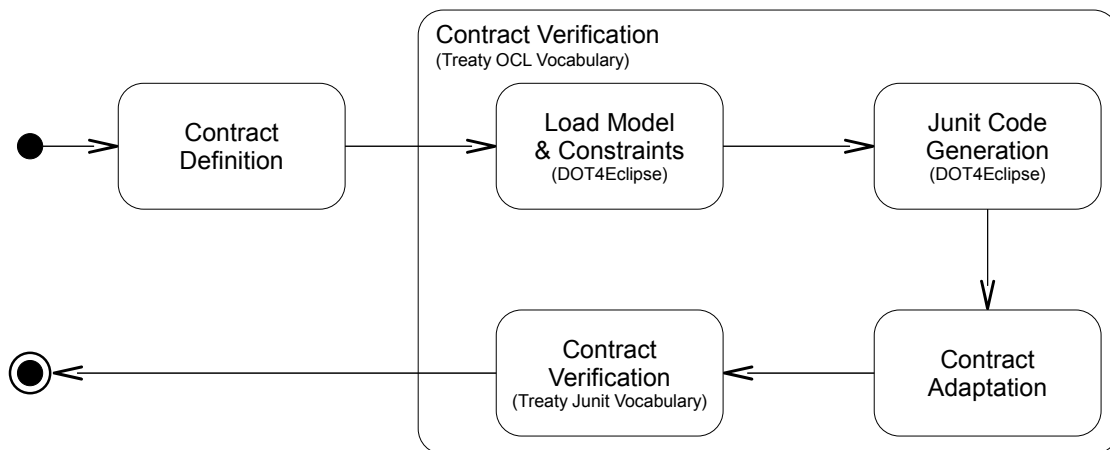 Contract Verification
(Treaty OCL Vocabulary)
Contract
Definition
Load Model
& Constraints
(DOT4Eclipse)
Junit Code
Generation
(DOT4Eclipse)
Contract
Verification
(Treaty Junit Vocabulary)
Contract
Adaptation